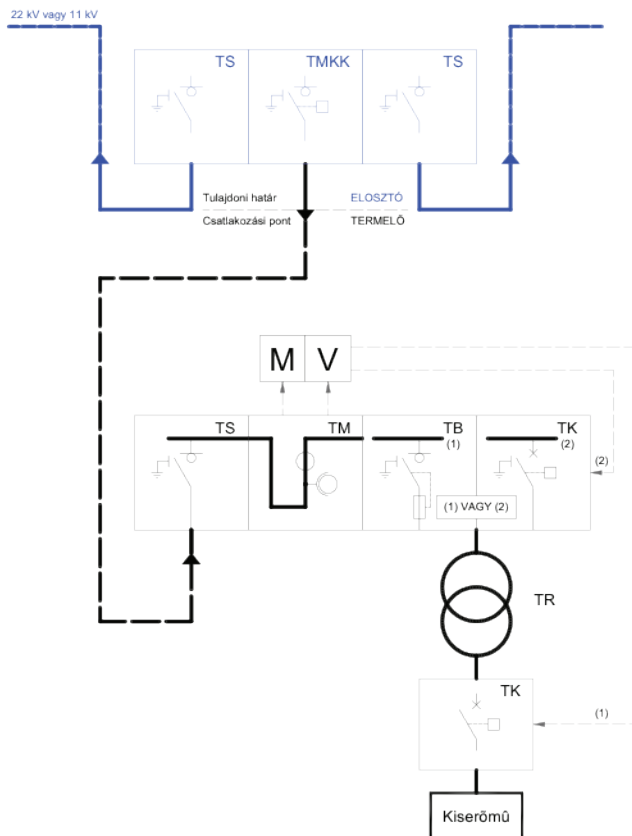 22 kV vagy 11 kV
TS
TMKK
TS
Tulajdoni határ
ELOSZTÓ
Csatlakozási pont
TERMELŐ
M
V
TS
TM
TB
TK
(1)
(2)
(2)
(1) VAGY (2)
TR
TK
(1)
Kiserőmû